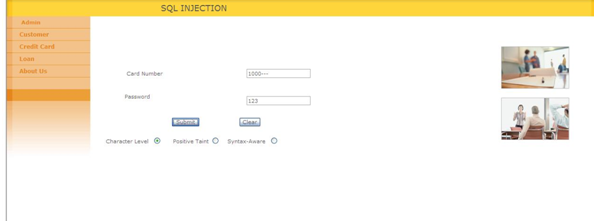 SQL INJECTION
Admin
Customer
Credit Card
Loan
About Us
Card Number 1000---
Password 123
Submit Clear
Character Level Positive Taint Syntax-Aware